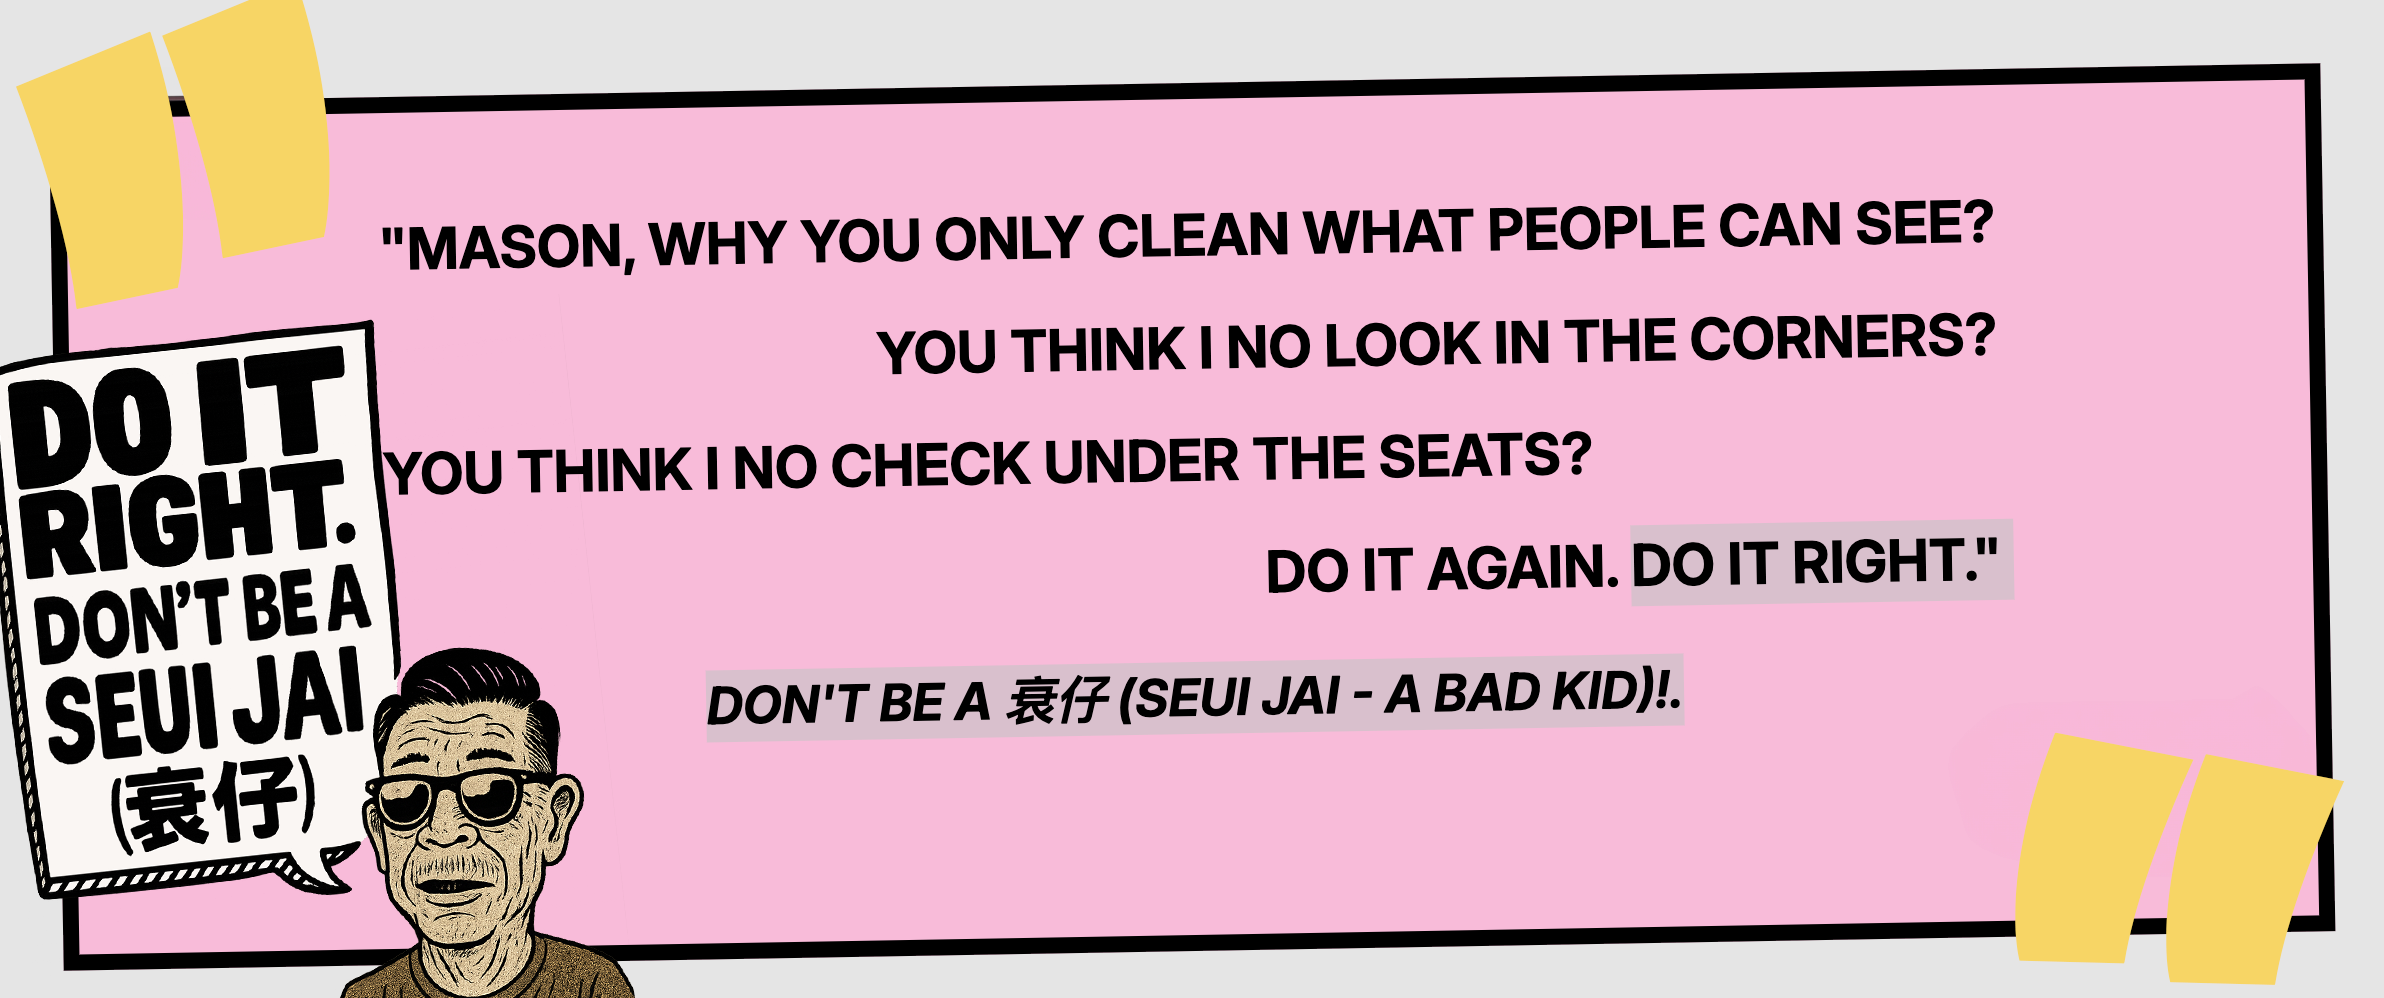 "MASON, WHY YOU ONLY CLEAN WHAT PEOPLE CAN SEE?
YOU THINK I NO LOOK IN THE CORNERS?
YOU THINK I NO CHECK UNDER THE SEATS?
DO IT AGAIN. DO IT RIGHT."
DON'T BE A 衰仔 (SEUI JAI - A BAD KID)!.
DO IT
RIGHT.
DON'T BE A
SEUI JAI
(衰仔)